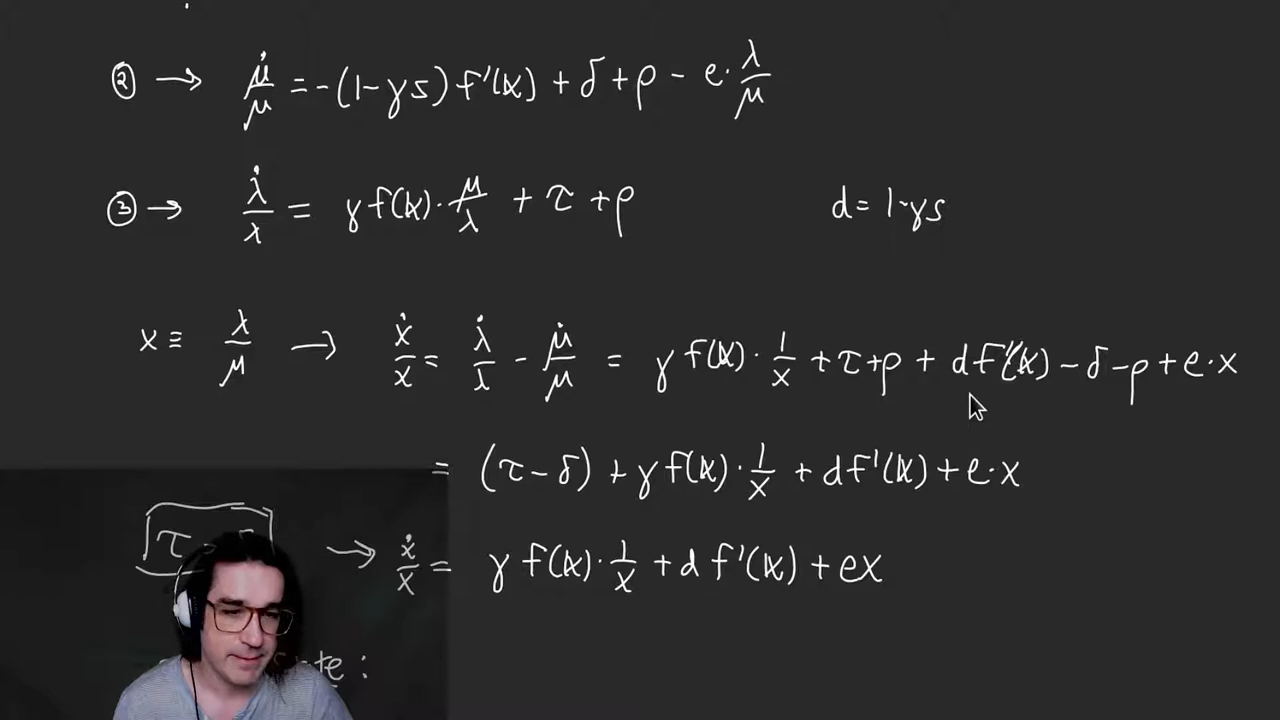 ② → μ̇/μ = -(1-γs) f'(k) + δ + ρ - e · λ/μ
③ → λ̇/λ = γ f(k) · μ/λ + τ + ρ d = 1-γs
x ≡ λ/μ → ẋ/x = λ̇/λ - μ̇/μ = γ f(k) · 1/x + τ + ρ + d f'(k) - δ - ρ + e · x
= (τ - δ) + γ f(k) · 1/x + d f'(k) + e · x
τ → ẋ/x = γ f(k) · 1/x + d f'(k) + ex
: